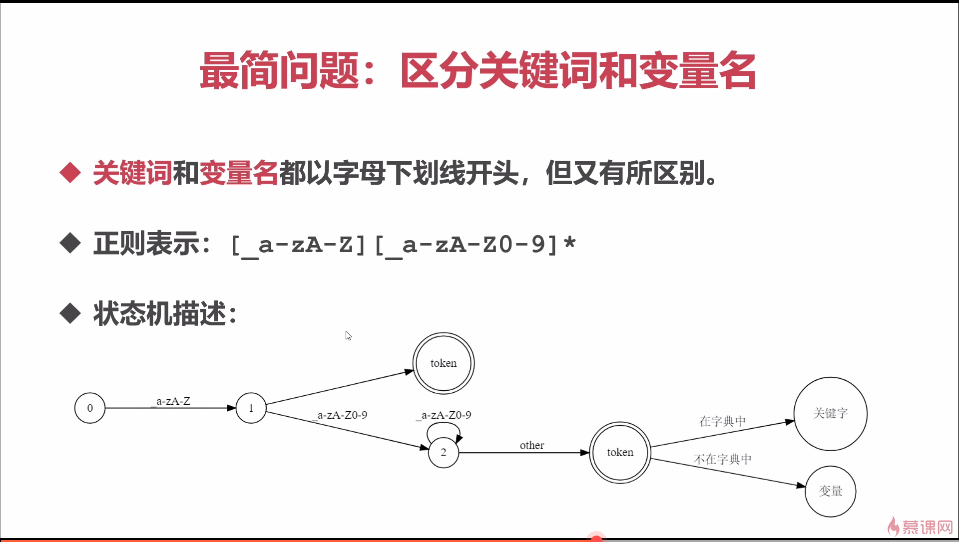 最简问题：区分关键词和变量名
关键词和变量名都以字母下划线开头，但又有所区别。
正则表示：[_a-zA-Z][_a-zA-Z0-9]*
状态机描述：
token
0
_a-zA-Z
1
_a-zA-Z0-9
_a-zA-Z0-9
2
other
token
在字典中
关键字
不在字典中
变量
慕课网